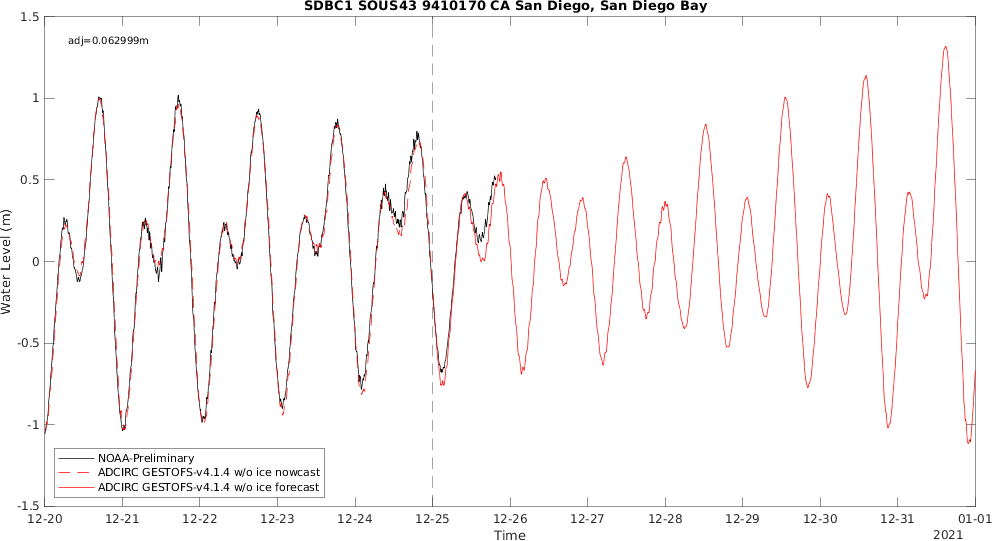 SDBC1 SOUS43 9410170 CA San Diego, San Diego Bay
adj=0.062999m
Water Level (m)
1.5
1
0.5
0
-0.5
-1
-1.5
NOAA-Preliminary
ADCIRC GESTOFS-v4.1.4 w/o ice nowcast
ADCIRC GESTOFS-v4.1.4 w/o ice forecast
12-20 12-21 12-22 12-23 12-24 12-25 12-26 12-27 12-28 12-29 12-30 12-31 01-01
Time
2021